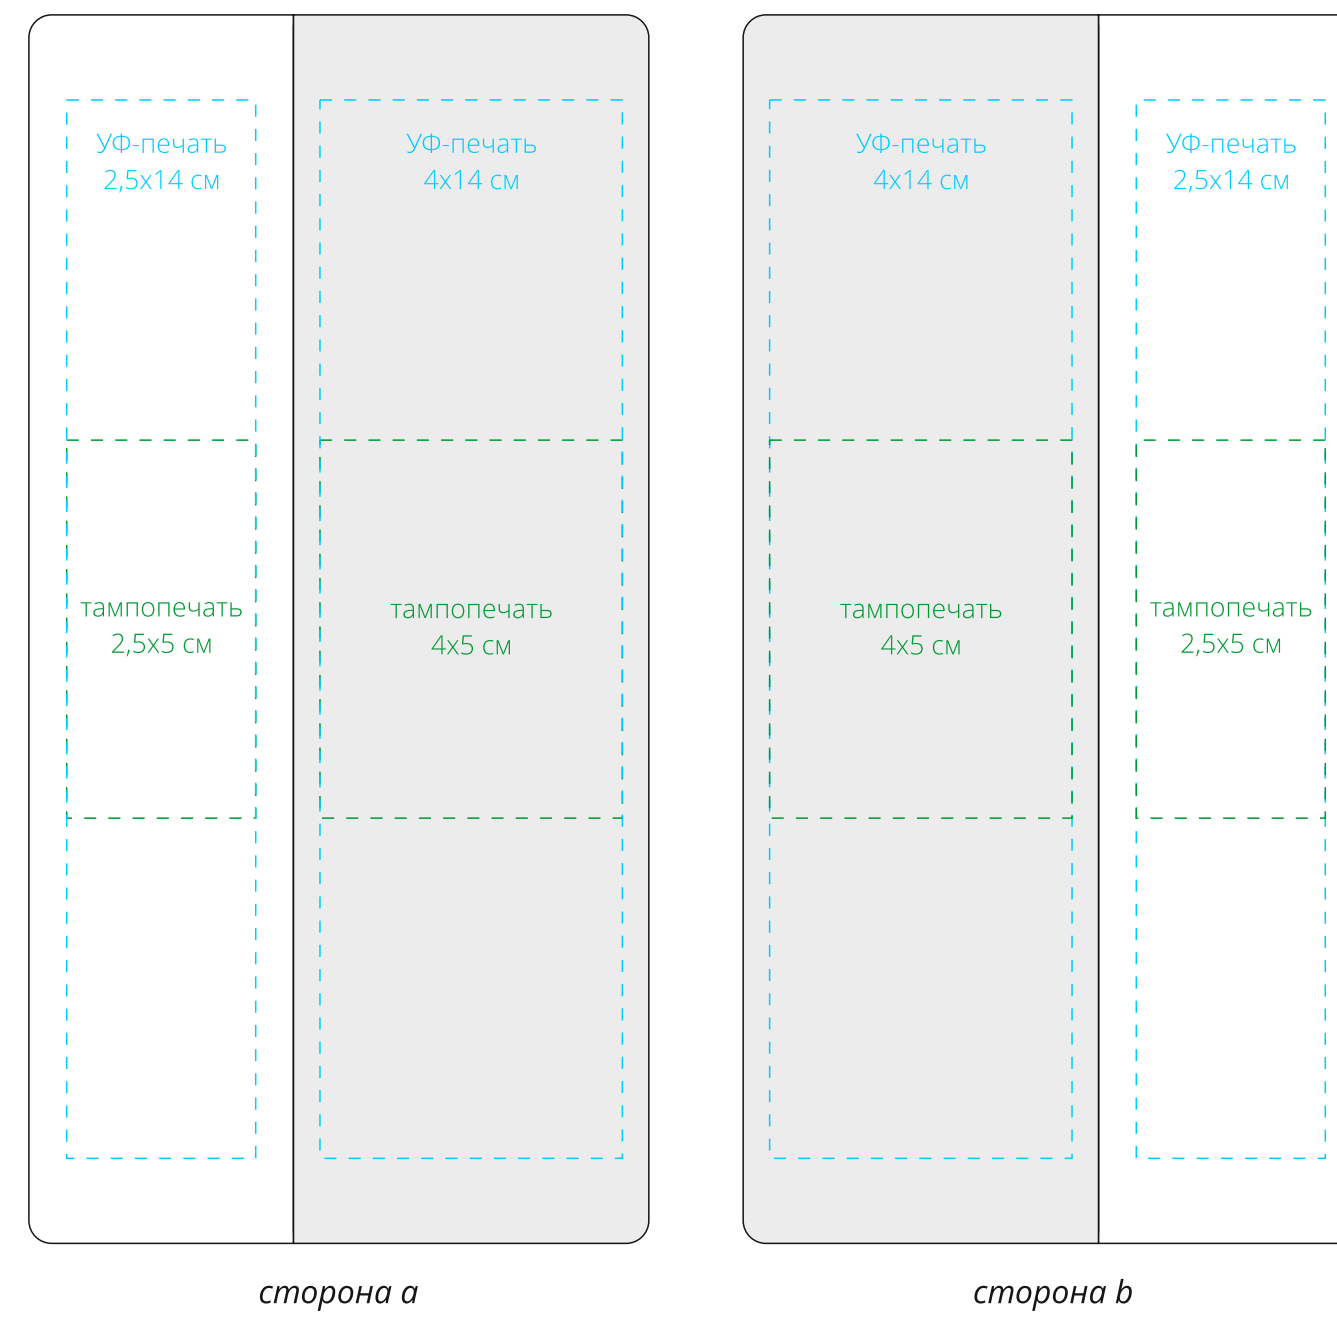 УФ-печать
2,5х14 см
УФ-печать
4х14 см
УФ-печать
4х14 см
УФ-печать
2,5х14 см
тампопечать
2,5х5 см
тампопечать
4х5 см
тампопечать
4х5 см
тампопечать
2,5х5 см
сторона a
сторона b